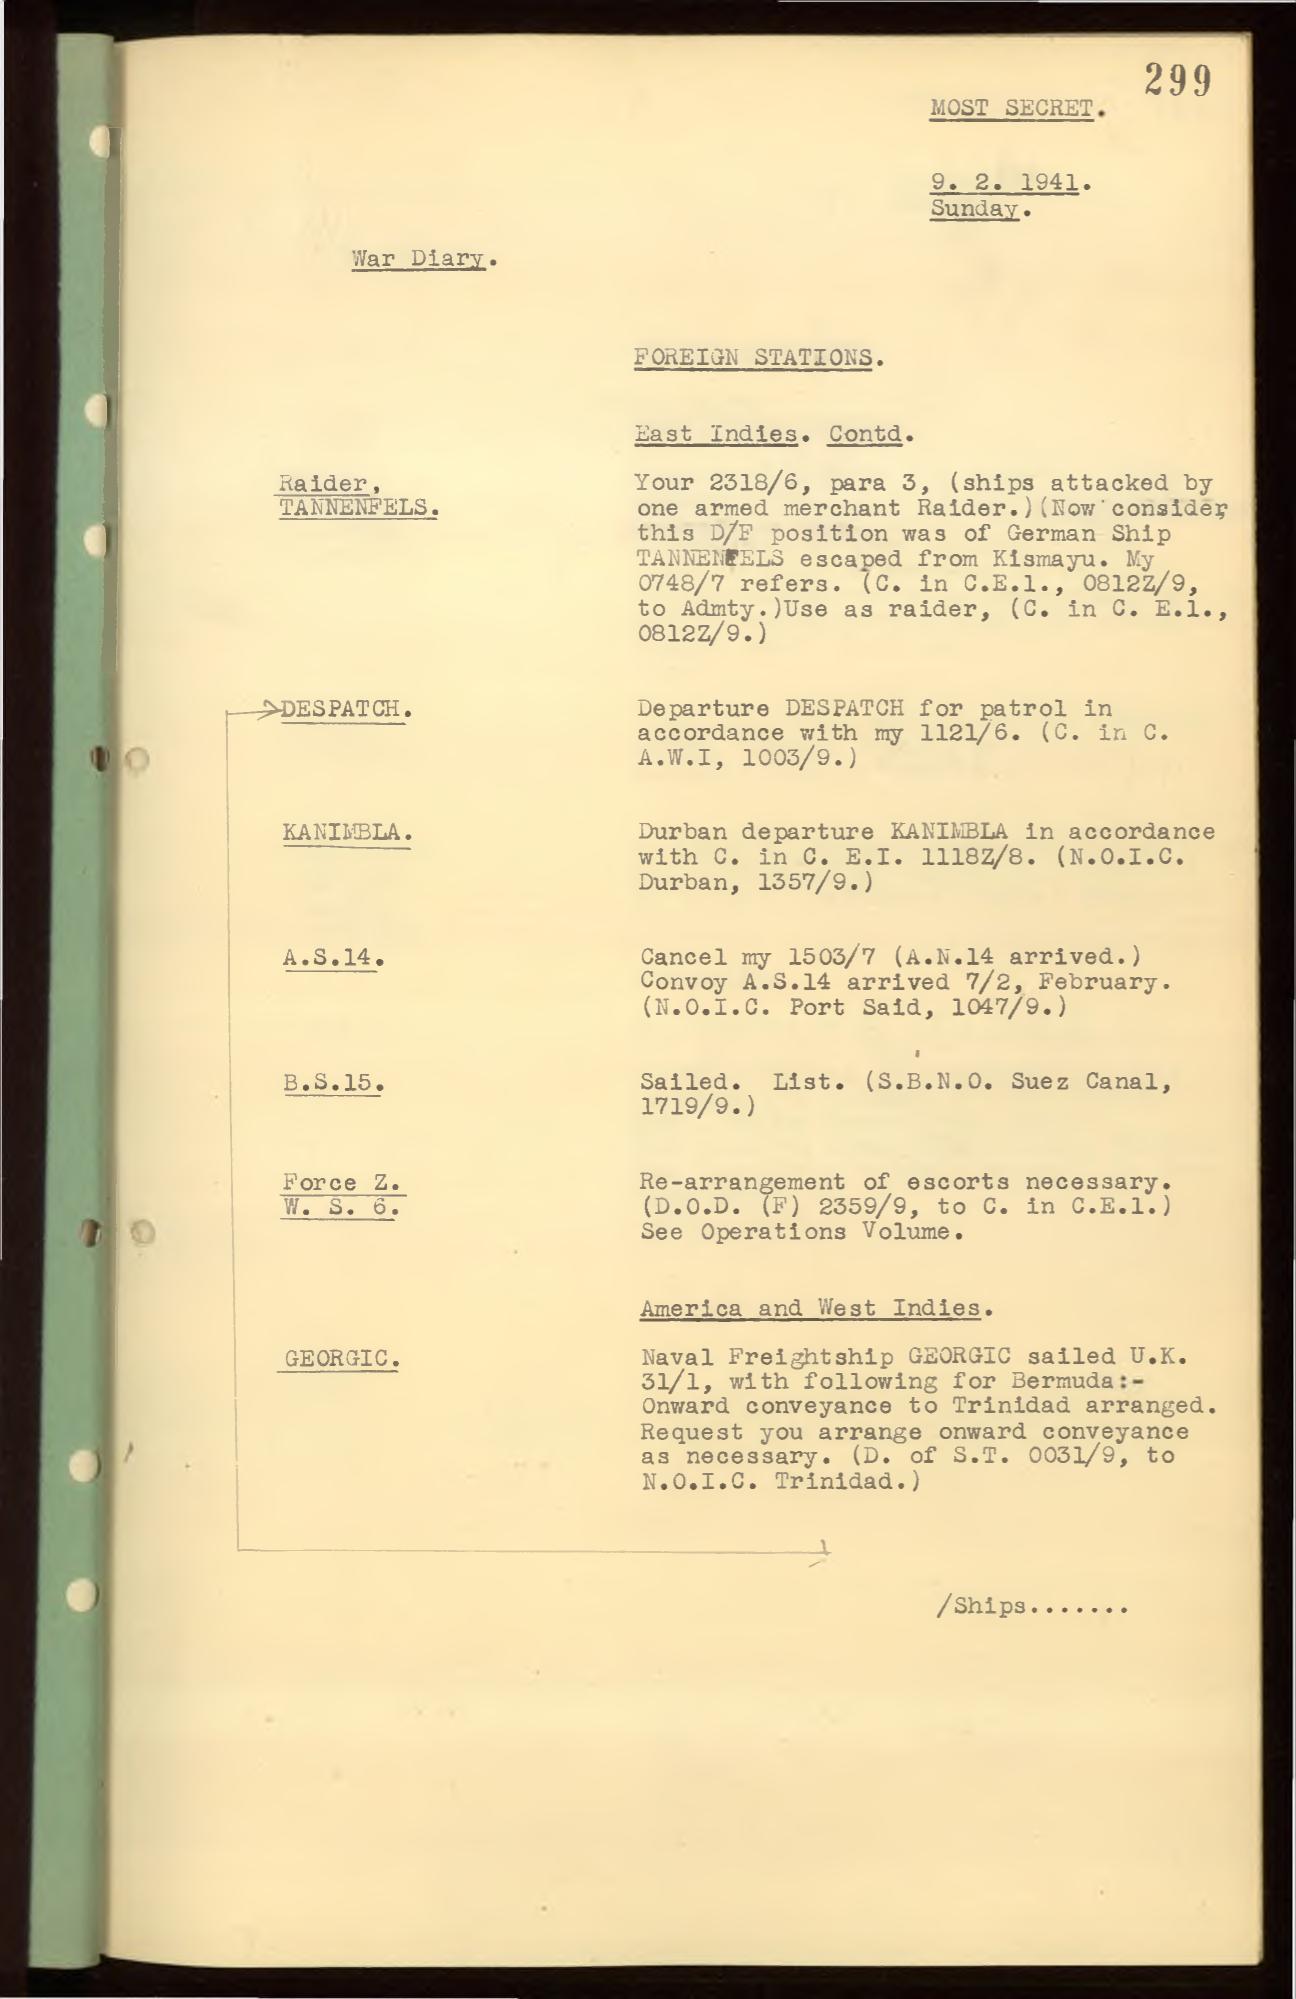 299
MOST SECRET.
9. 2. 1941.
Sunday.
War Diary.
FOREIGN STATIONS.
East Indies. Contd.
Raider,
TANNENFELS.
Your 2318/6, para 3, (ships attacked by
one armed merchant Raider.)(Now consider,
this D/F position was of German Ship
TANNENFELS escaped from Kismayu. My
0748/7 refers. (C. in C.E.l., 0812Z/9,
to Admty.)Use as raider, (C. in C. E.l.,
0812Z/9.)
DESPATCH.
Departure DESPATCH for patrol in
accordance with my 1121/6. (C. in C.
A.W.I, 1003/9.)
KANIMBLA.
Durban departure KANIMBLA in accordance
with C. in C. E.I. 1118Z/8. (N.O.I.C.
Durban, 1357/9.)
A.S.14.
Cancel my 1503/7 (A.N.14 arrived.)
Convoy A.S.14 arrived 7/2, February.
(N.O.I.C. Port Said, 1047/9.)
B.S.15.
Sailed. List. (S.B.N.O. Suez Canal,
1719/9.)
Force Z.
W. S. 6.
Re-arrangement of escorts necessary.
(D.O.D. (F) 2359/9, to C. in C.E.l.)
See Operations Volume.
America and West Indies.
GEORGIC.
Naval Freightship GEORGIC sailed U.K.
31/1, with following for Bermuda:-
Onward conveyance to Trinidad arranged.
Request you arrange onward conveyance
as necessary. (D. of S.T. 0031/9, to
N.O.I.C. Trinidad.)
/Ships.......